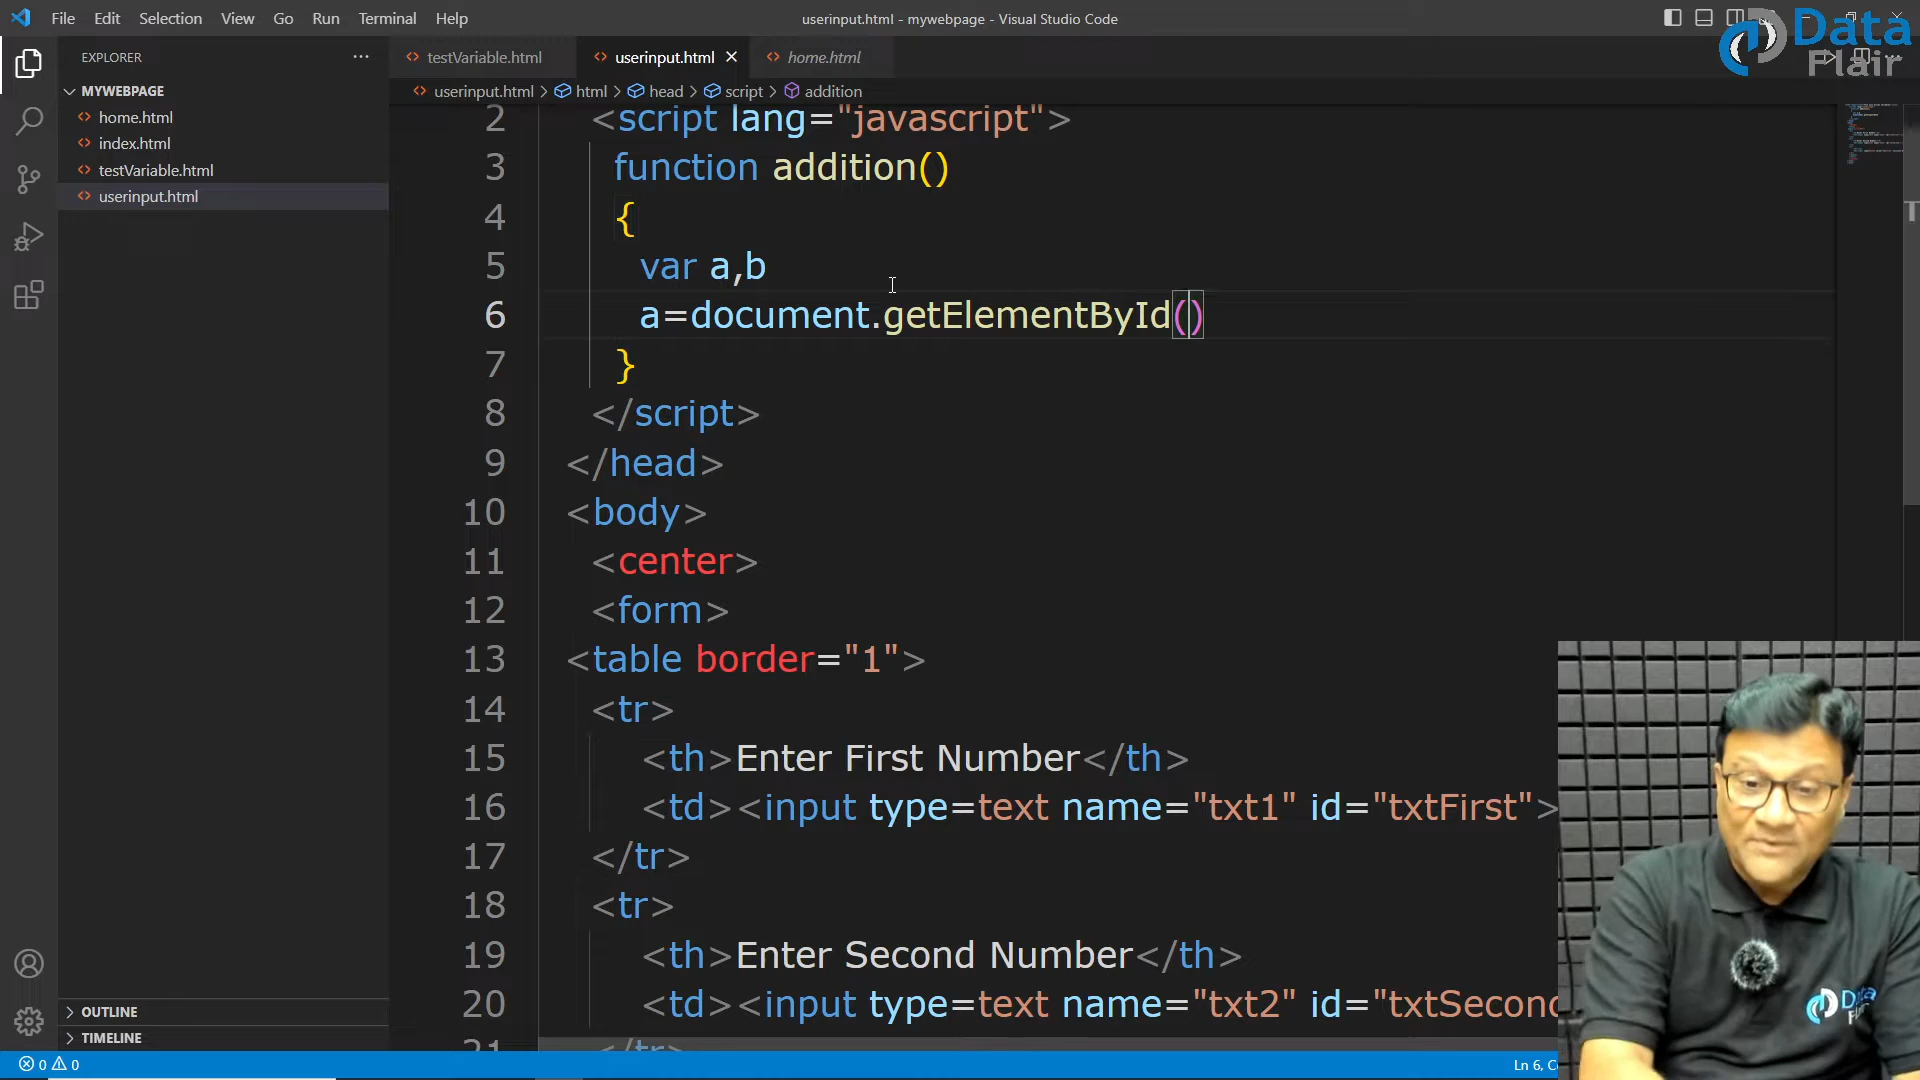 File Edit Selection View Go Run Terminal Help
userinput.html - mywebpage - Visual Studio Code
Data
Flair
EXPLORER
MYWEBPAGE
home.html
index.html
testVariable.html
userinput.html
OUTLINE
TIMELINE
testVariable.html
userinput.html
home.html
userinput.html > html > head > script > addition
2 <script lang="javascript">
3 function addition()
4 {
5 var a,b
6 a=document.getElementById()
7 }
8 </script>
9 </head>
10 <body>
11 <center>
12 <form>
13 <table border="1">
14 <tr>
15 <th>Enter First Number</th>
16 <td><input type=text name="txt1" id="txtFirst">
17 </tr>
18 <tr>
19 <th>Enter Second Number</th>
20 <td><input type=text name="txt2" id="txtSecond
21 </tr>
0 0
Ln 6, C